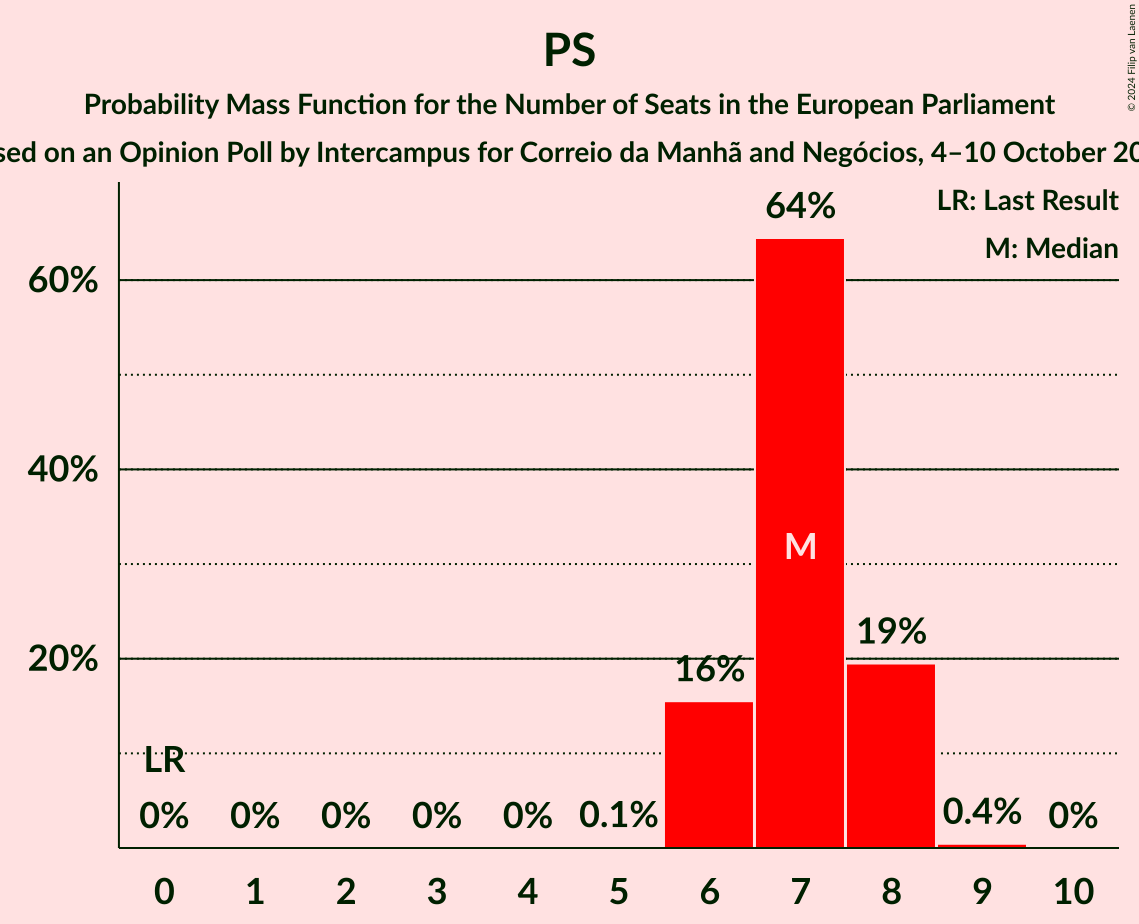 PS
© 2024 Filip van Laenen
Probability Mass Function for the Number of Seats in the European Parliament
sed on an Opinion Poll by Intercampus for Correio da Manhã and Negócios, 4–10 October 20
LR: Last Result
M: Median
64%
60%
40%
M
19%
20%
16%
LR
0% 0% 0% 0% 0% 0.1% 0.4% 0%
0 1 2 3 4 5 6 7 8 9 10